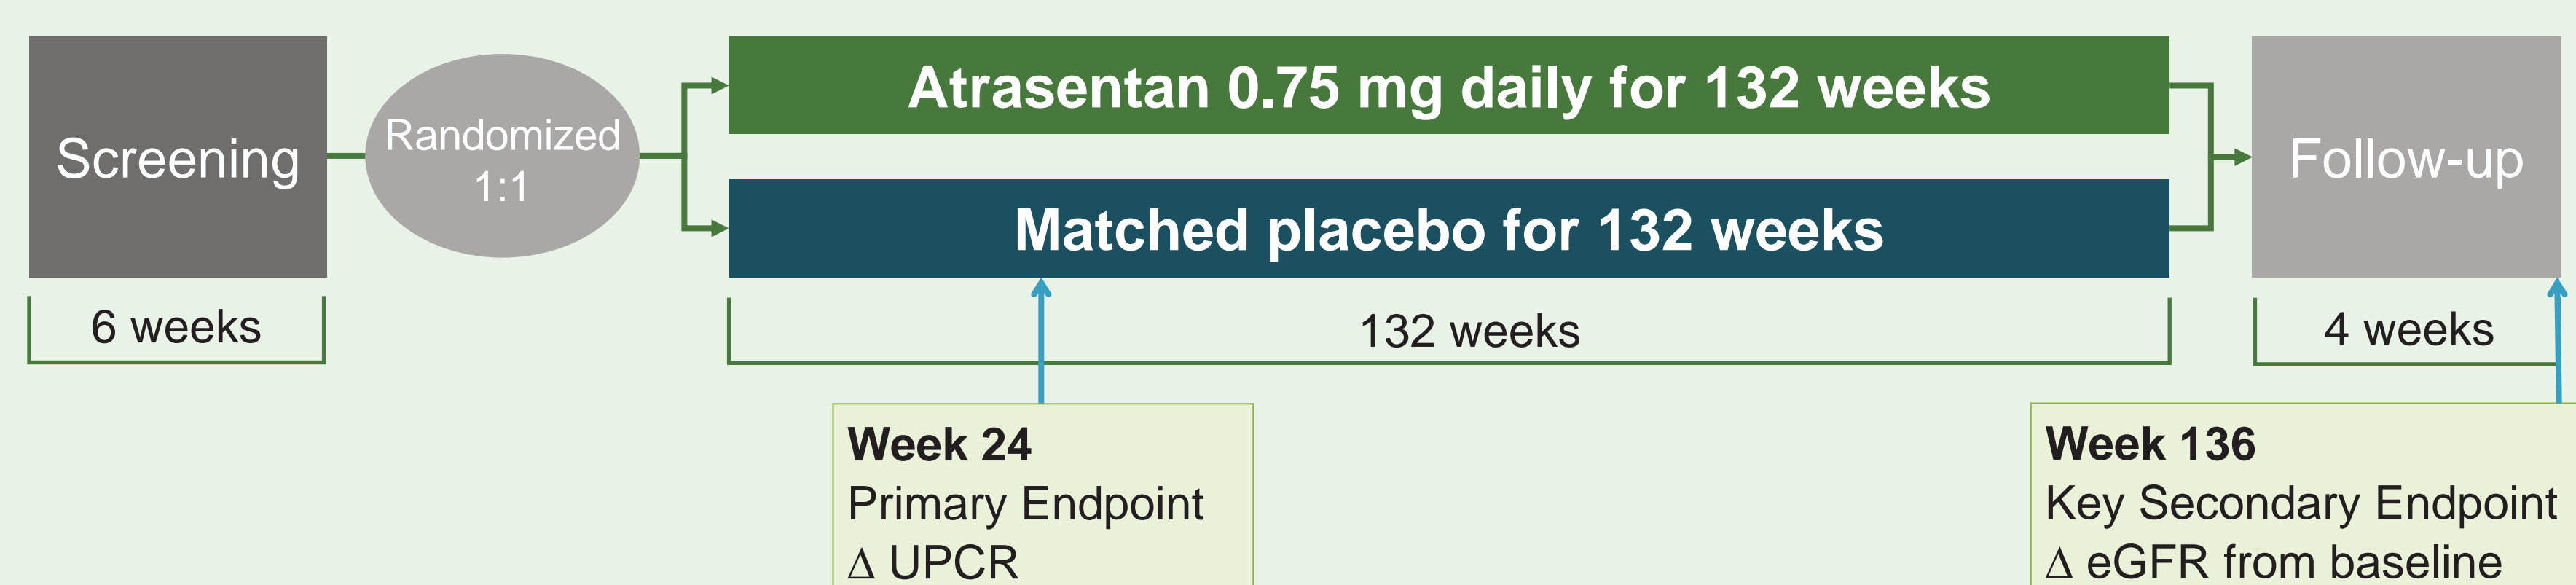 Screening
Randomized
1:1
Atrasentan 0.75 mg daily for 132 weeks
Matched placebo for 132 weeks
Follow-up
6 weeks
132 weeks
4 weeks
Week 24
Primary Endpoint
Δ UPCR
Week 136
Key Secondary Endpoint
Δ eGFR from baseline